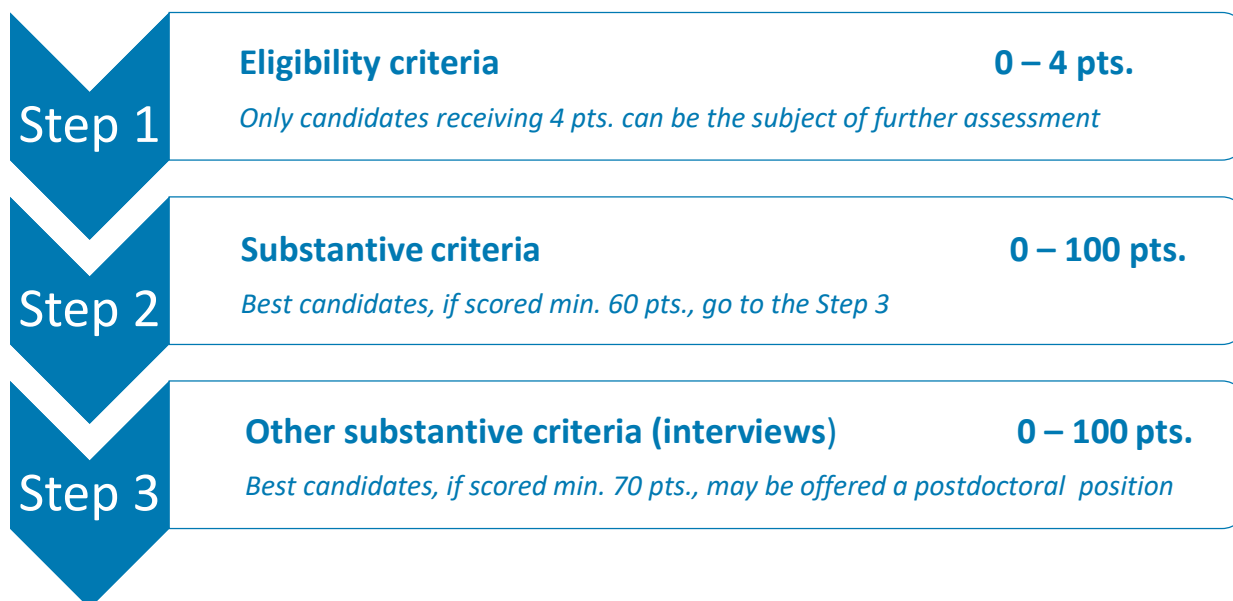 Step 1
Eligibility criteria 0 – 4 pts.
Only candidates receiving 4 pts. can be the subject of further assessment
Step 2
Substantive criteria 0 – 100 pts.
Best candidates, if scored min. 60 pts., go to the Step 3
Step 3
Other substantive criteria (interviews) 0 – 100 pts.
Best candidates, if scored min. 70 pts., may be offered a postdoctoral position